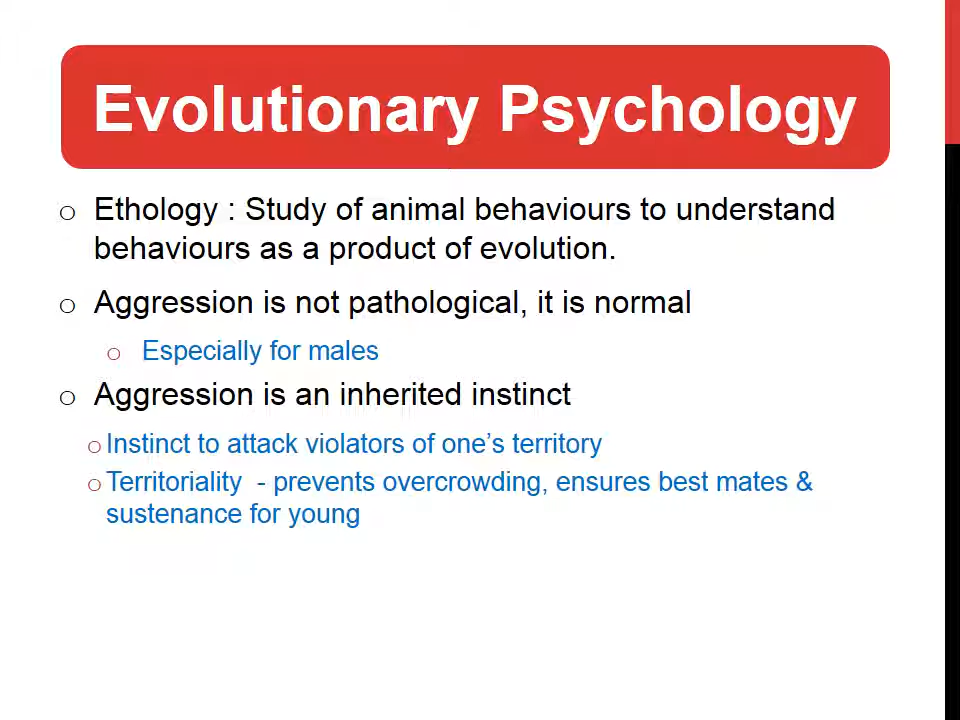 Evolutionary Psychology
o Ethology : Study of animal behaviours to understand
behaviours as a product of evolution.
o Aggression is not pathological, it is normal
o Especially for males
o Aggression is an inherited instinct
o Instinct to attack violators of one’s territory
o Territoriality - prevents overcrowding, ensures best mates &
sustenance for young